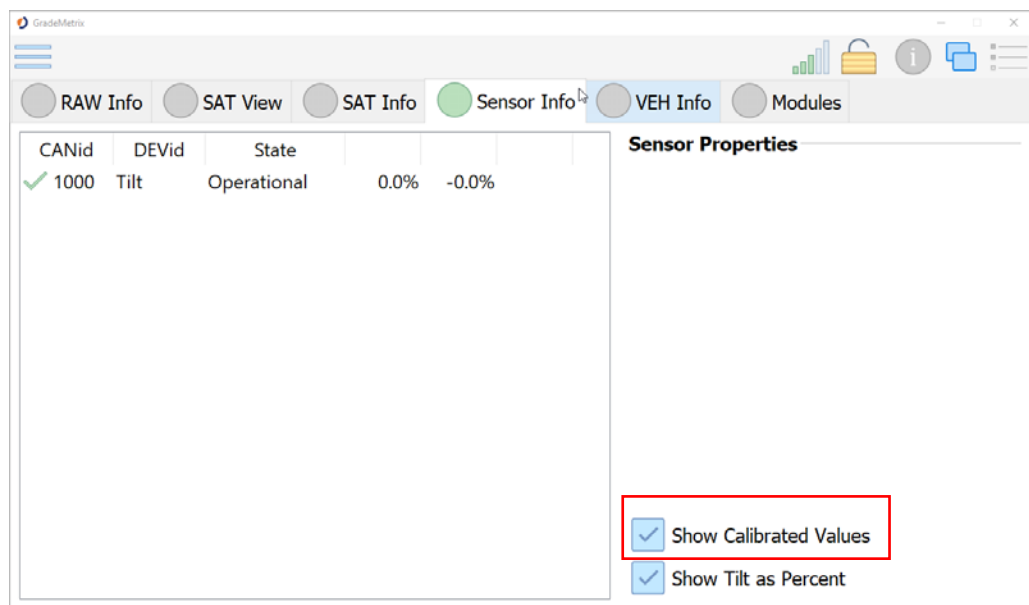 GradeMetrix
i
RAW Info SAT View SAT Info Sensor Info VEH Info Modules
CANid DEVid State
1000 Tilt Operational 0.0% -0.0%
Sensor Properties
Show Calibrated Values
Show Tilt as Percent